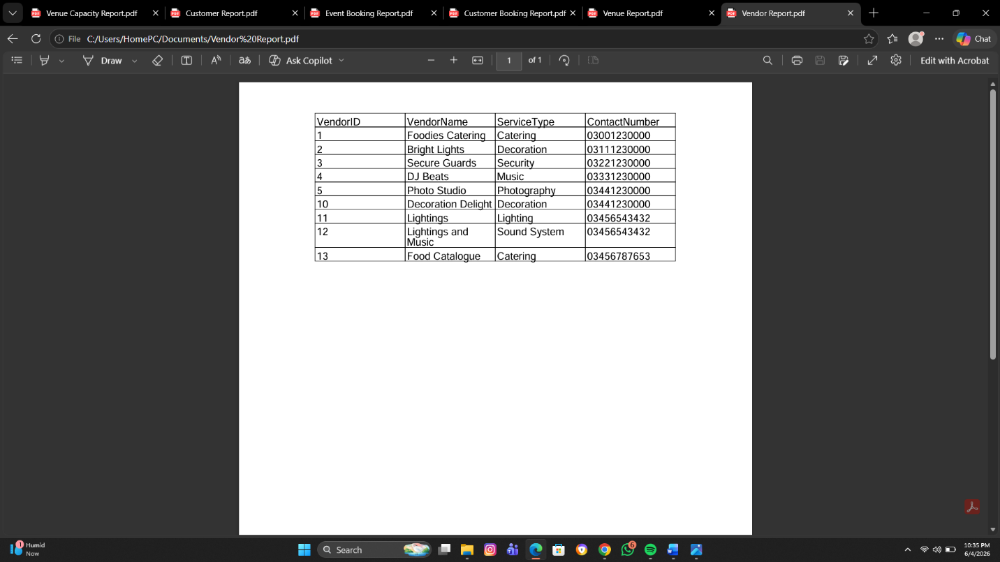 Venue Capacity Report.pdf
Customer Report.pdf
Event Booking Report.pdf
Customer Booking Report.pdf
Venue Report.pdf
Vendor Report.pdf
File C:/Users/HomePC/Documents/Vendor%20Report.pdf
Chat
Draw
aあ
Ask Copilot
1 of 1
Edit with Acrobat
VendorID VendorName ServiceType ContactNumber
1 Foodies Catering Catering 03001230000
2 Bright Lights Decoration 03111230000
3 Secure Guards Security 03221230000
4 DJ Beats Music 03331230000
5 Photo Studio Photography 03441230000
10 Decoration Delight Decoration 03441230000
11 Lightings Lighting 03456543432
12 Lightings and Sound System 03456543432
Music
13 Food Catalogue Catering 03456787653
1 Humid
Now
Search
6
10:35 PM
6/4/2026